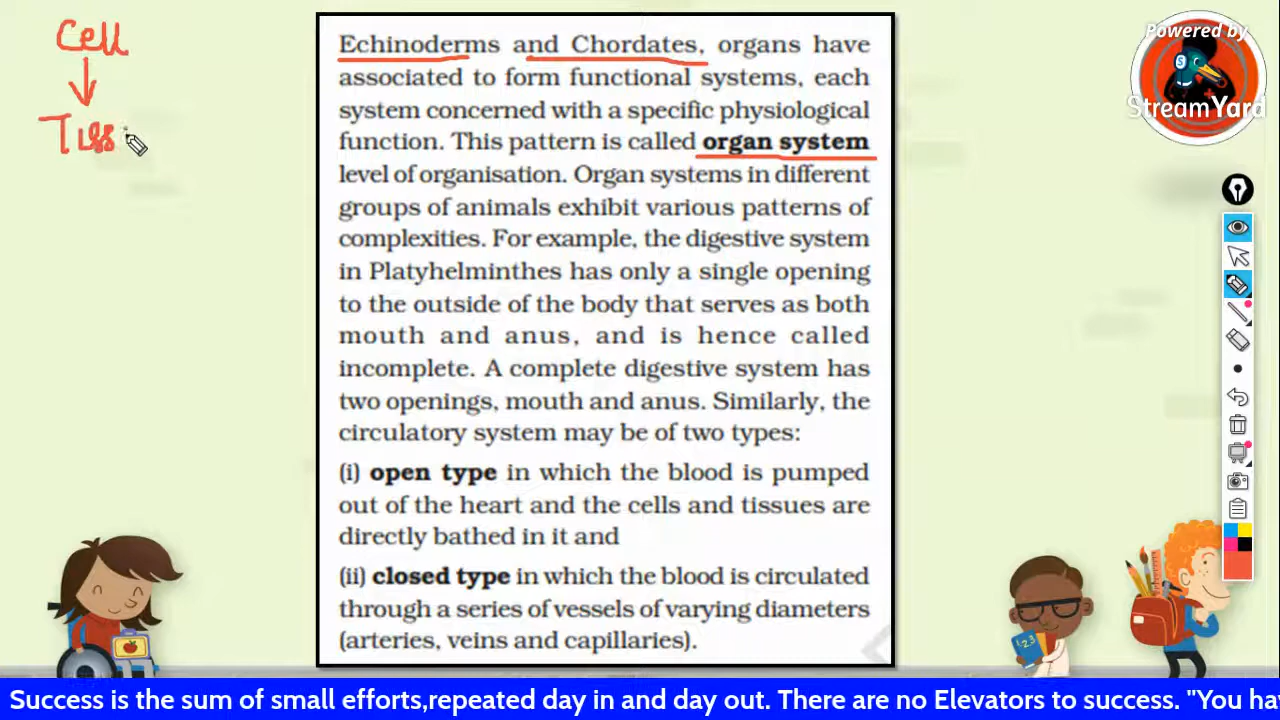 Cell
Tiss
Echinoderms and Chordates, organs have
associated to form functional systems, each
system concerned with a specific physiological
function. This pattern is called organ system
level of organisation. Organ systems in different
groups of animals exhibit various patterns of
complexities. For example, the digestive system
in Platyhelminthes has only a single opening
to the outside of the body that serves as both
mouth and anus, and is hence called
incomplete. A complete digestive system has
two openings, mouth and anus. Similarly, the
circulatory system may be of two types:
(i) open type in which the blood is pumped
out of the heart and the cells and tissues are
directly bathed in it and
(ii) closed type in which the blood is circulated
through a series of vessels of varying diameters
(arteries, veins and capillaries).
Powered by
S
StreamYard
1 2 3
Success is the sum of small efforts,repeated day in and day out. There are no Elevators to success. "You ha